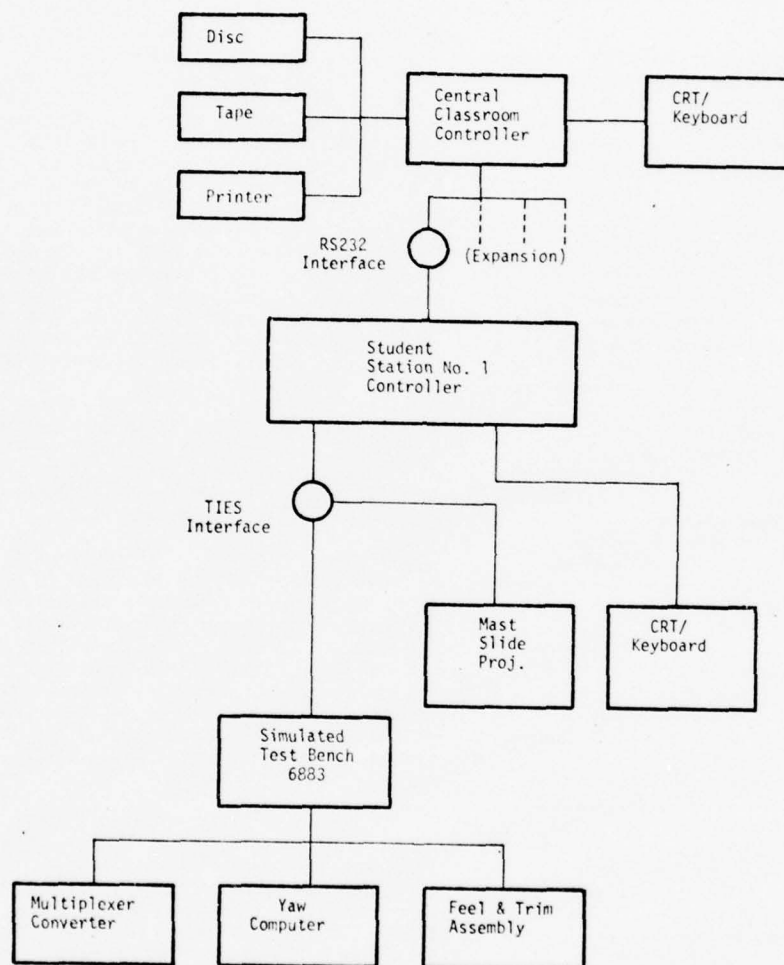 Disc
Tape
Printer
Central
Classroom
Controller
CRT/
Keyboard
RS232
Interface
(Expansion)
Student
Station No. 1
Controller
TIES
Interface
Mast
Slide
Proj.
CRT/
Keyboard
Simulated
Test Bench
6883
Multiplexer
Converter
Yaw
Computer
Feel & Trim
Assembly